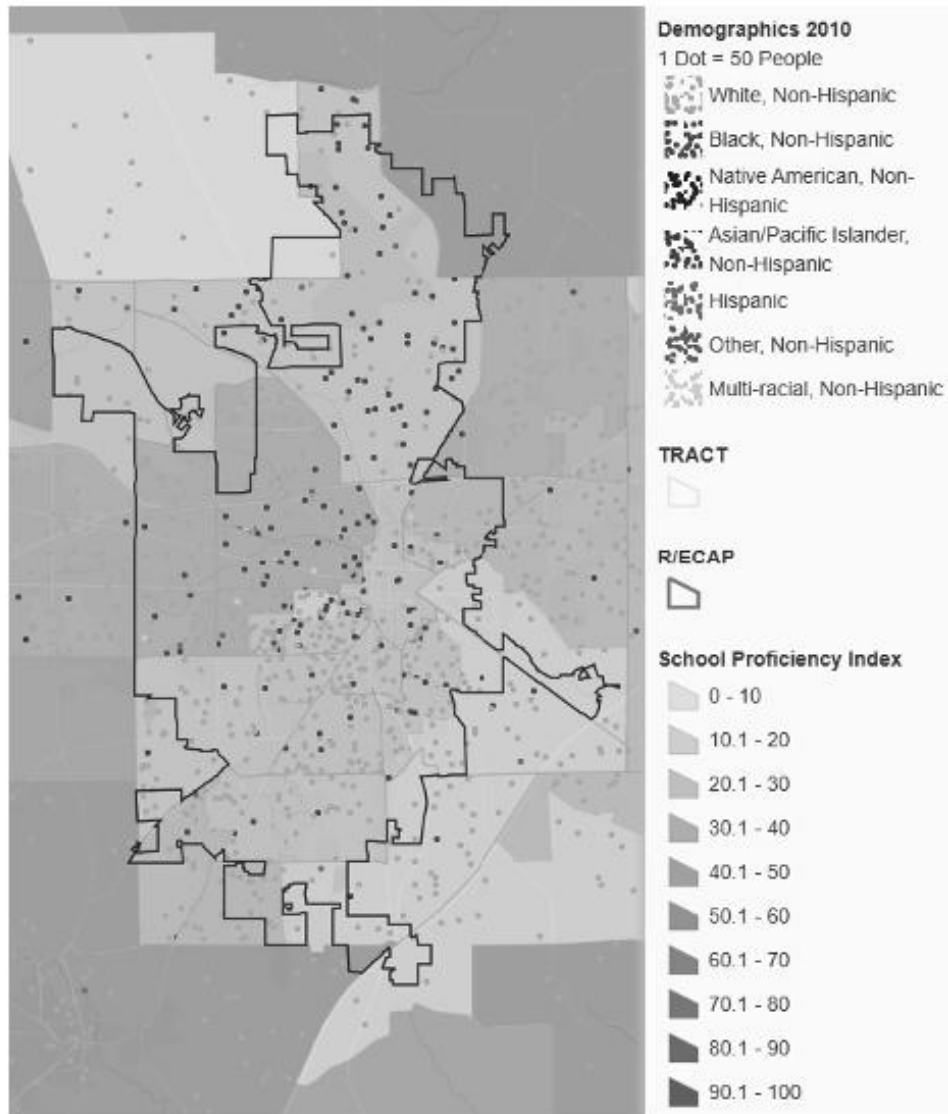 Demographics 2010
1 Dot = 50 People
White, Non-Hispanic
Black, Non-Hispanic
Native American, Non-
Hispanic
Asian/Pacific Islander,
Non-Hispanic
Hispanic
Other, Non-Hispanic
Multi-racial, Non-Hispanic
TRACT
R/ECAP
School Proficiency Index
0 - 10
10.1 - 20
20.1 - 30
30.1 - 40
40.1 - 50
50.1 - 60
60.1 - 70
70.1 - 80
80.1 - 90
90.1 - 100